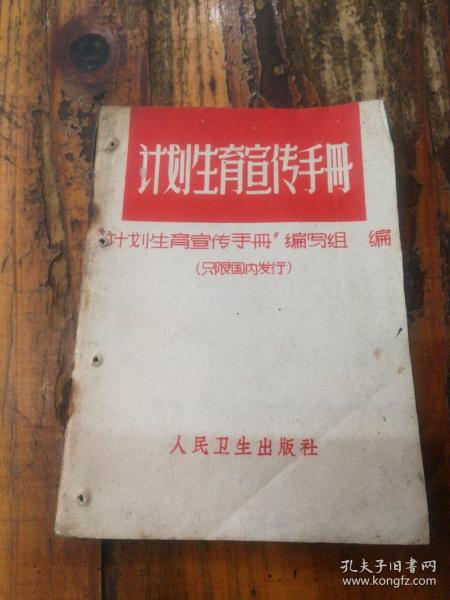 计划生育宣传手册
“计划生育宣传手册”编写组 编
(只限国内发行)
人民卫生出版社
孔夫子旧书网
www.kongfz.com